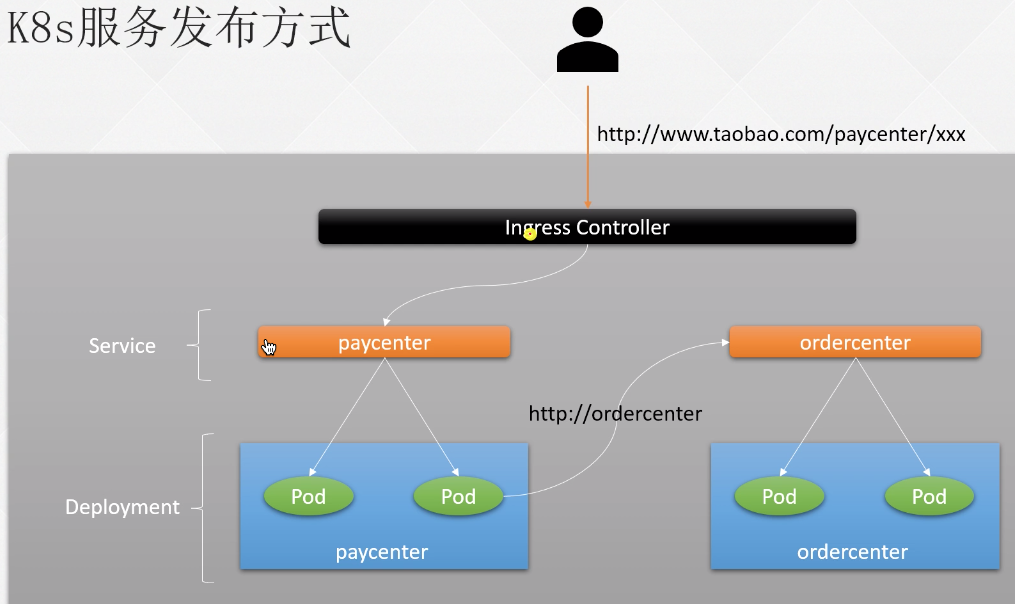 K8s服务发布方式
http://www.taobao.com/paycenter/xxx
Ingress Controller
Service
paycenter
ordercenter
http://ordercenter
Deployment
Pod
Pod
paycenter
Pod
Pod
ordercenter